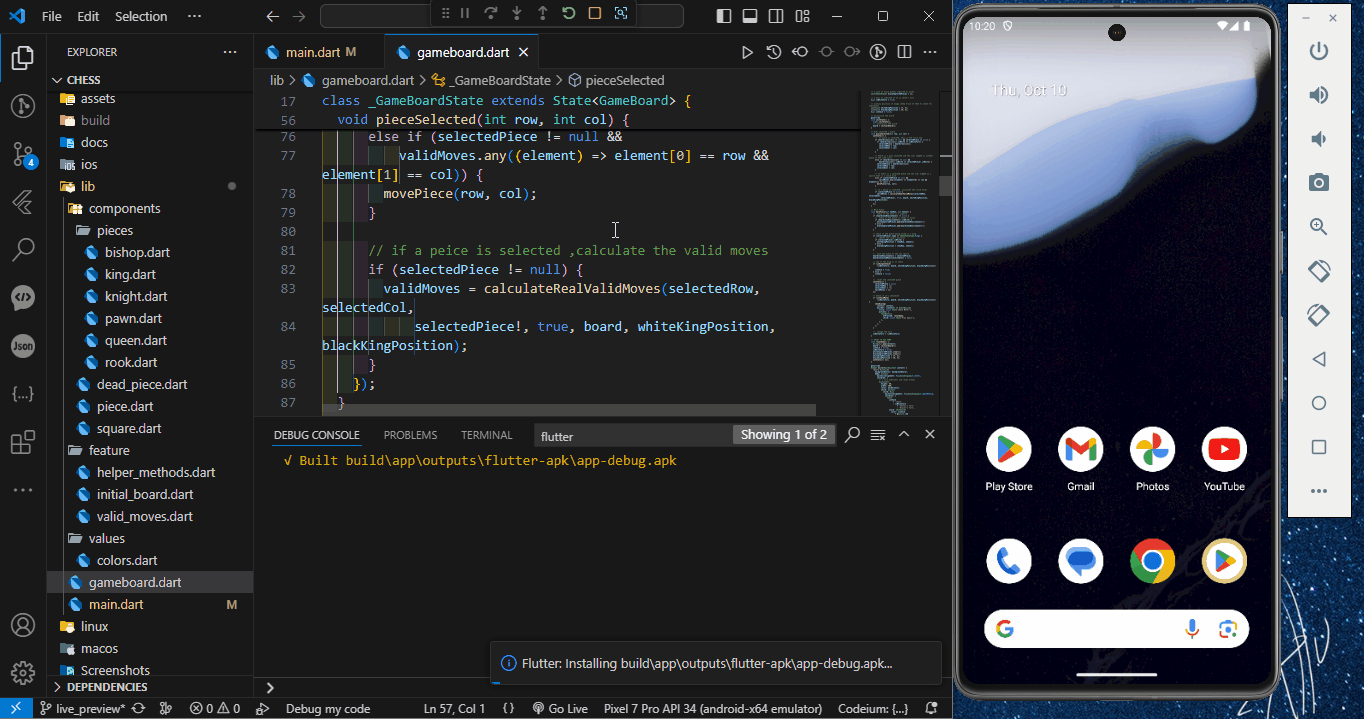 File Edit Selection ···
EXPLORER ···
CHESS
assets
build
docs
ios
lib
components
pieces
bishop.dart
king.dart
knight.dart
pawn.dart
queen.dart
rook.dart
dead_piece.dart
piece.dart
square.dart
feature
helper_methods.dart
initial_board.dart
valid_moves.dart
values
colors.dart
gameboard.dart
main.dart M
linux
macos
Screenshots
DEPENDENCIES
4
Json
main.dart M gameboard.dart
lib > gameboard.dart > _GameBoardState > pieceSelected
17 class _GameBoardState extends State<GameBoard> {
56 void pieceSelected(int row, int col) {
76 else if (selectedPiece != null &&
77 validMoves.any((element) => element[0] == row &&
element[1] == col)) {
78 movePiece(row, col);
79 }
80
81 // if a peice is selected ,calculate the valid moves
82 if (selectedPiece != null) {
83 validMoves = calculateRealValidMoves(selectedRow,
selectedCol,
84 selectedPiece!, true, board, whiteKingPosition,
blackKingPosition);
85 }
86 });
87 }
DEBUG CONSOLE PROBLEMS TERMINAL flutter Showing 1 of 2
√ Built build\app\outputs\flutter-apk\app-debug.apk
Flutter: Installing build\app\outputs\flutter-apk\app-debug.apk...
live_preview* 0 0 Debug my code Ln 57, Col 1 {} Go Live Pixel 7 Pro API 34 (android-x64 emulator) Codeium: {...}
10:20
Thu, Oct 10
Play Store Gmail Photos YouTube